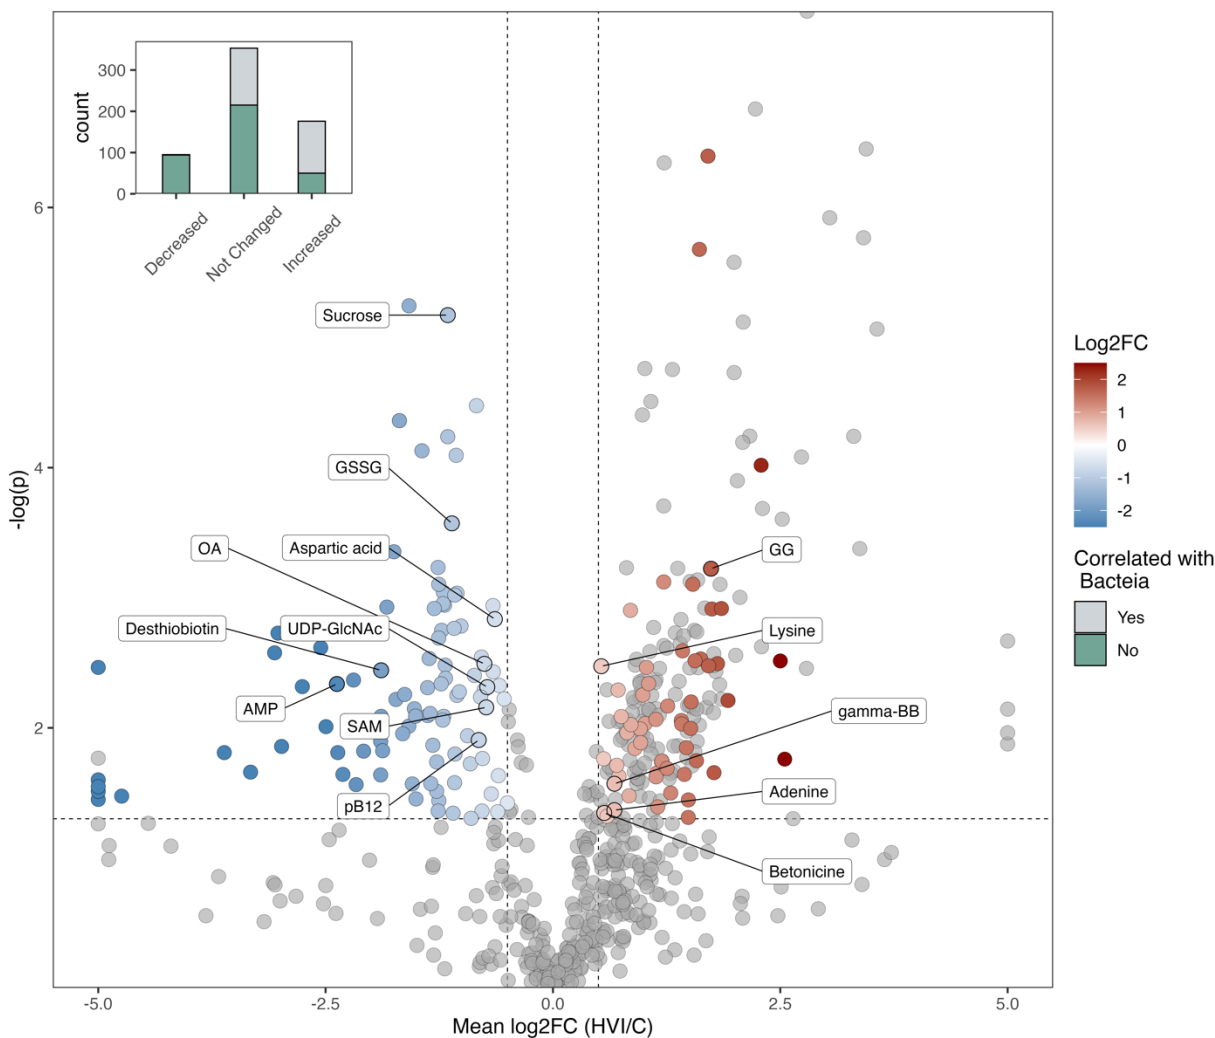 300
200
100
0
count
Decreased
Not Changed
Increased
6
4
2
-log(p)
Sucrose
GSSG
OA
Aspartic acid
Desthiobiotin
UDP-GlcNAc
AMP
SAM
pB12
GG
Lysine
gamma-BB
Adenine
Betonicine
-5.0
-2.5
0.0
2.5
5.0
Mean log2FC (HVI/C)
Log2FC
2
1
0
-1
-2
Correlated with
Bacteia
Yes
No